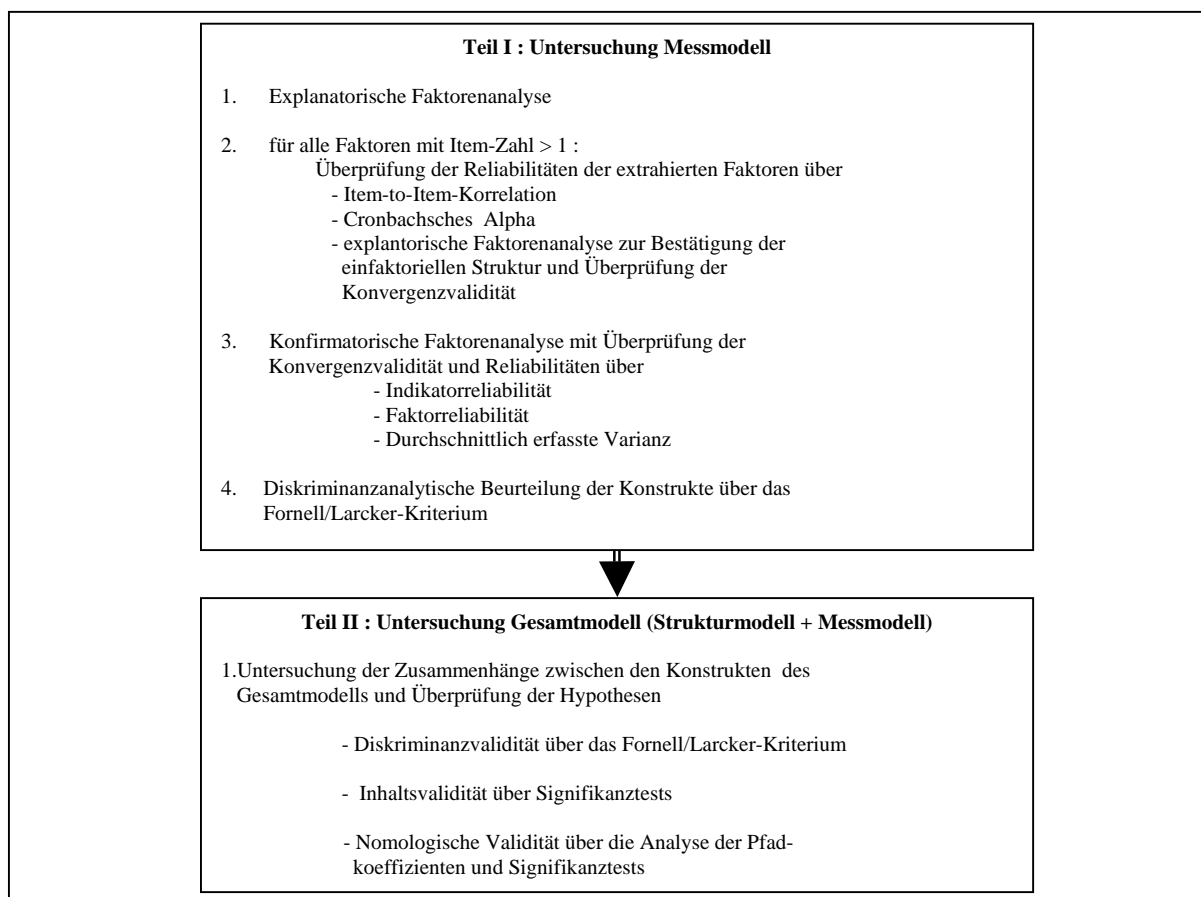 Teil I : Untersuchung Messmodell
1. Explanatorische Faktorenanalyse
2. für alle Faktoren mit Item-Zahl > 1 :
Überprüfung der Reliabilitäten der extrahierten Faktoren über
- Item-to-Item-Korrelation
- Cronbachsches Alpha
- explantorische Faktorenanalyse zur Bestätigung der
einfaktoriellen Struktur und Überprüfung der
Konvergenzvalidität
3. Konfirmatorische Faktorenanalyse mit Überprüfung der
Konvergenzvalidität und Reliabilitäten über
- Indikatorreliabilität
- Faktorreliabilität
- Durchschnittlich erfasste Varianz
4. Diskriminanzanalytische Beurteilung der Konstrukte über das
Fornell/Larcker-Kriterium
Teil II : Untersuchung Gesamtmodell (Strukturmodell + Messmodell)
1.Untersuchung der Zusammenhänge zwischen den Konstrukten des
Gesamtmodells und Überprüfung der Hypothesen
- Diskriminanzvalidität über das Fornell/Larcker-Kriterium
- Inhaltsvalidität über Signifikanztests
- Nomologische Validität über die Analyse der Pfad-
koeffizienten und Signifikanztests